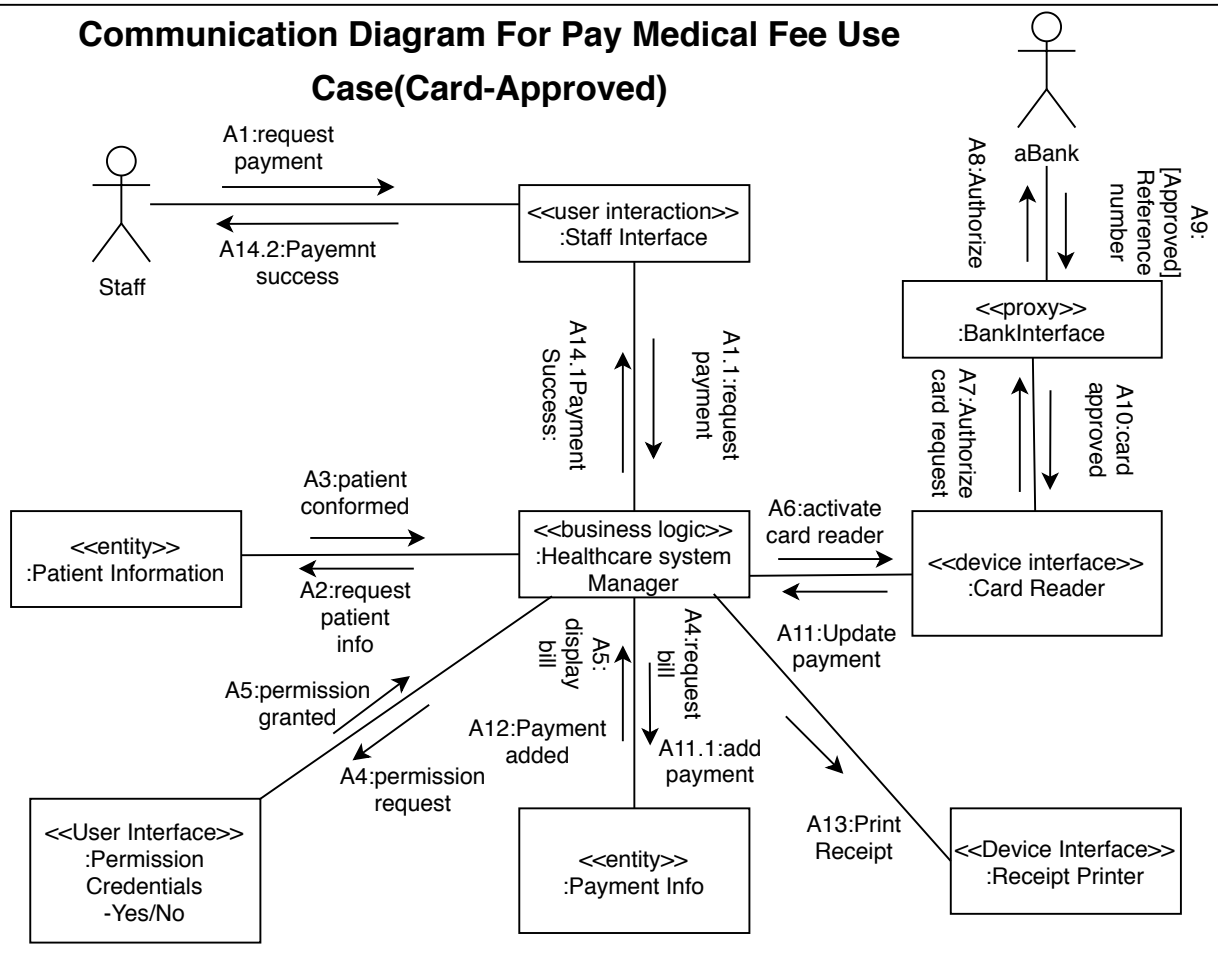 Communication Diagram For Pay Medical Fee Use
Case(Card-Approved)
A1:request
payment
A14.2:Payemnt
success
Staff
<<user interaction>>
:Staff Interface
aBank
A8:Authorize
A9:
[Approved]
Reference
number
<<proxy>>
:BankInterface
A14.1Payment
Success:
A1.1:request
payment
A7:Authorize
card request
A10:card
approved
A3:patient
conformed
<<entity>>
:Patient Information
A2:request
patient
info
<<business logic>>
:Healthcare system
Manager
A6:activate
card reader
<<device interface>>
:Card Reader
A11:Update
payment
A5:
display
bill
A4:request
bill
A5:permission
granted
A4:permission
request
A12:Payment
added
A11.1:add
payment
A13:Print
Receipt
<<User Interface>>
:Permission
Credentials
-Yes/No
<<entity>>
:Payment Info
<<Device Interface>>
:Receipt Printer